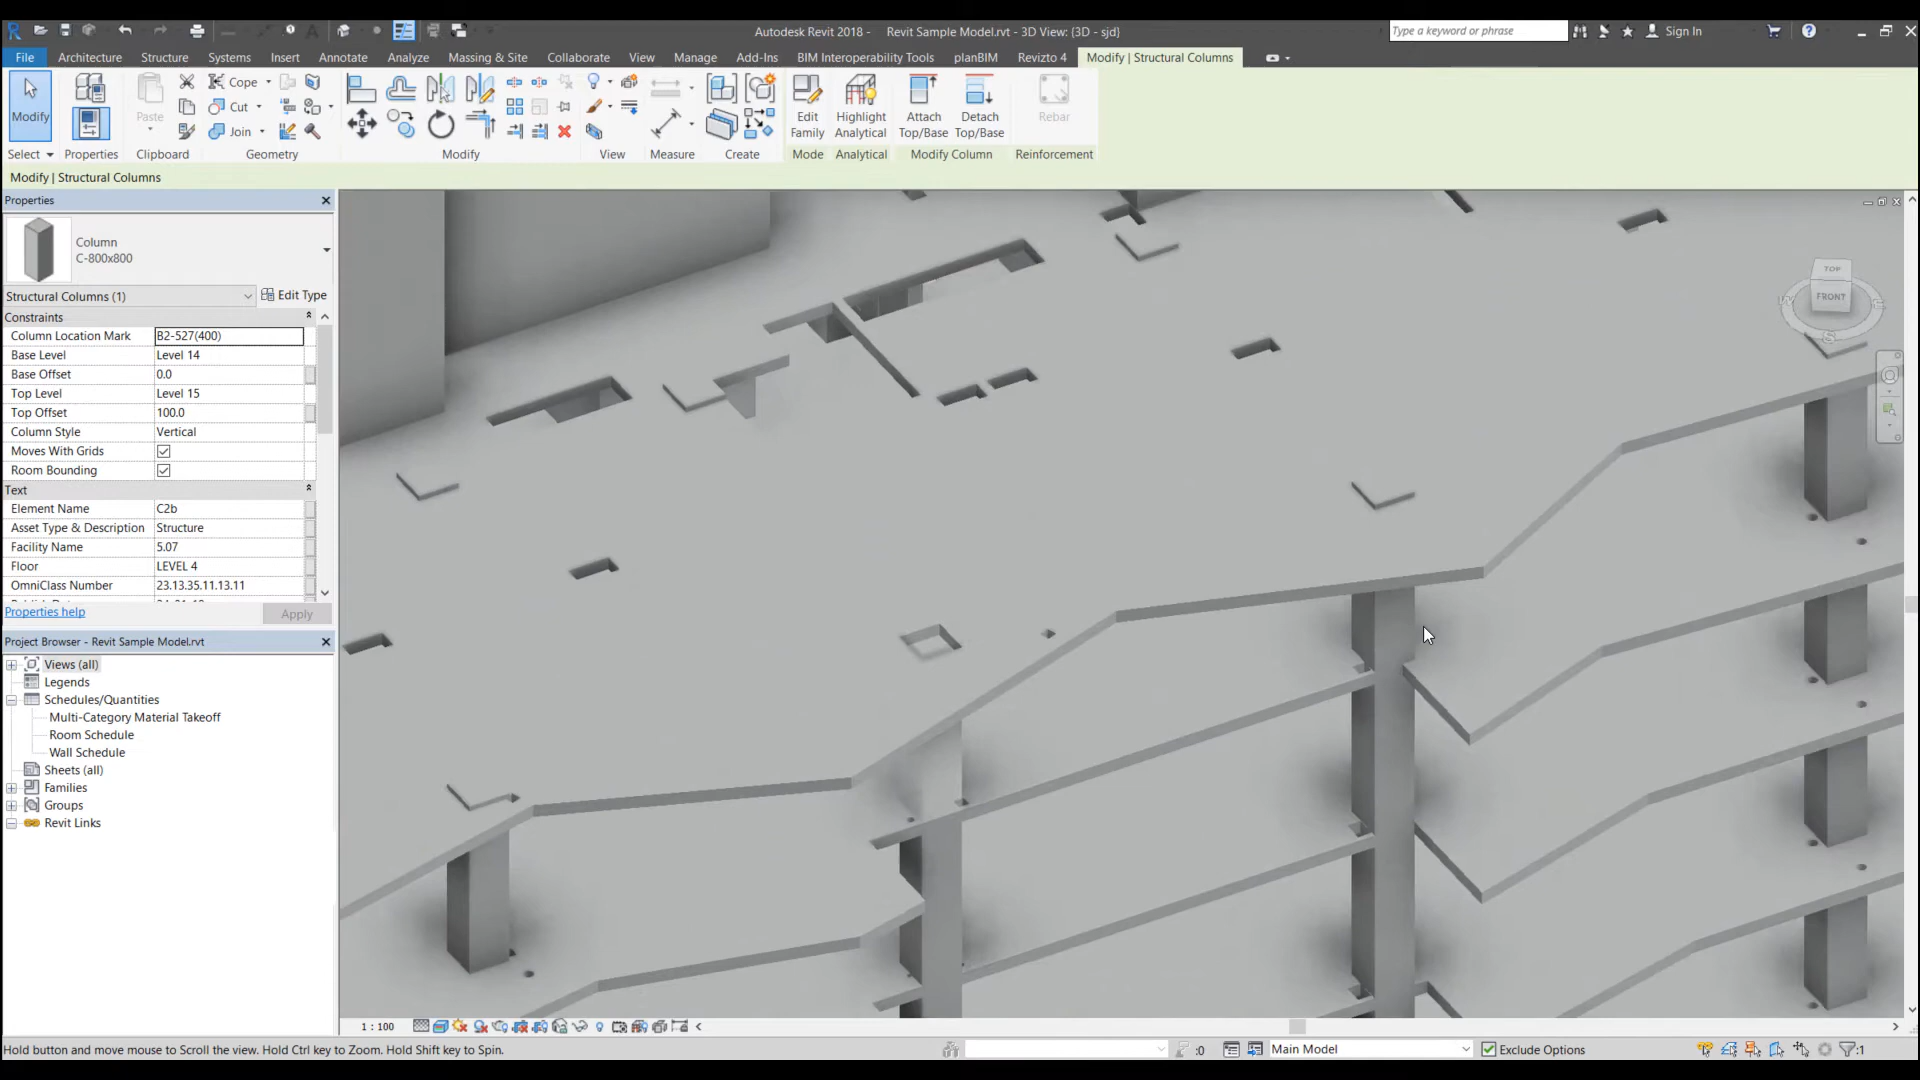 Autodesk Revit 2018 - Revit Sample Model.rvt - 3D View: {3D - sjd}
Type a keyword or phrase
Sign In
File Architecture Structure Systems Insert Annotate Analyze Massing & Site Collaborate View Manage Add-Ins BIM Interoperability Tools planBIM Revizto 4 Modify | Structural Columns
Modify
Paste
Cope
Cut
Join
Edit Family
Highlight Analytical
Attach Top/Base
Detach Top/Base
Rebar
Select Properties Clipboard Geometry Modify View Measure Create Mode Analytical Modify Column Reinforcement
Modify | Structural Columns
Properties
Column
C-800x800
Structural Columns (1)
Edit Type
Constraints
Column Location Mark B2-527(400)
Base Level Level 14
Base Offset 0.0
Top Level Level 15
Top Offset 100.0
Column Style Vertical
Moves With Grids
Room Bounding
Text
Element Name C2b
Asset Type & Description Structure
Facility Name 5.07
Floor LEVEL 4
OmniClass Number 23.13.35.11.13.11
Properties help
Apply
Project Browser - Revit Sample Model.rvt
Views (all)
Legends
Schedules/Quantities
Multi-Category Material Takeoff
Room Schedule
Wall Schedule
Sheets (all)
Families
Groups
Revit Links
TOP
FRONT
S
1 : 100
Hold button and move mouse to Scroll the view. Hold Ctrl key to Zoom. Hold Shift key to Spin.
:0
Main Model
Exclude Options
:1